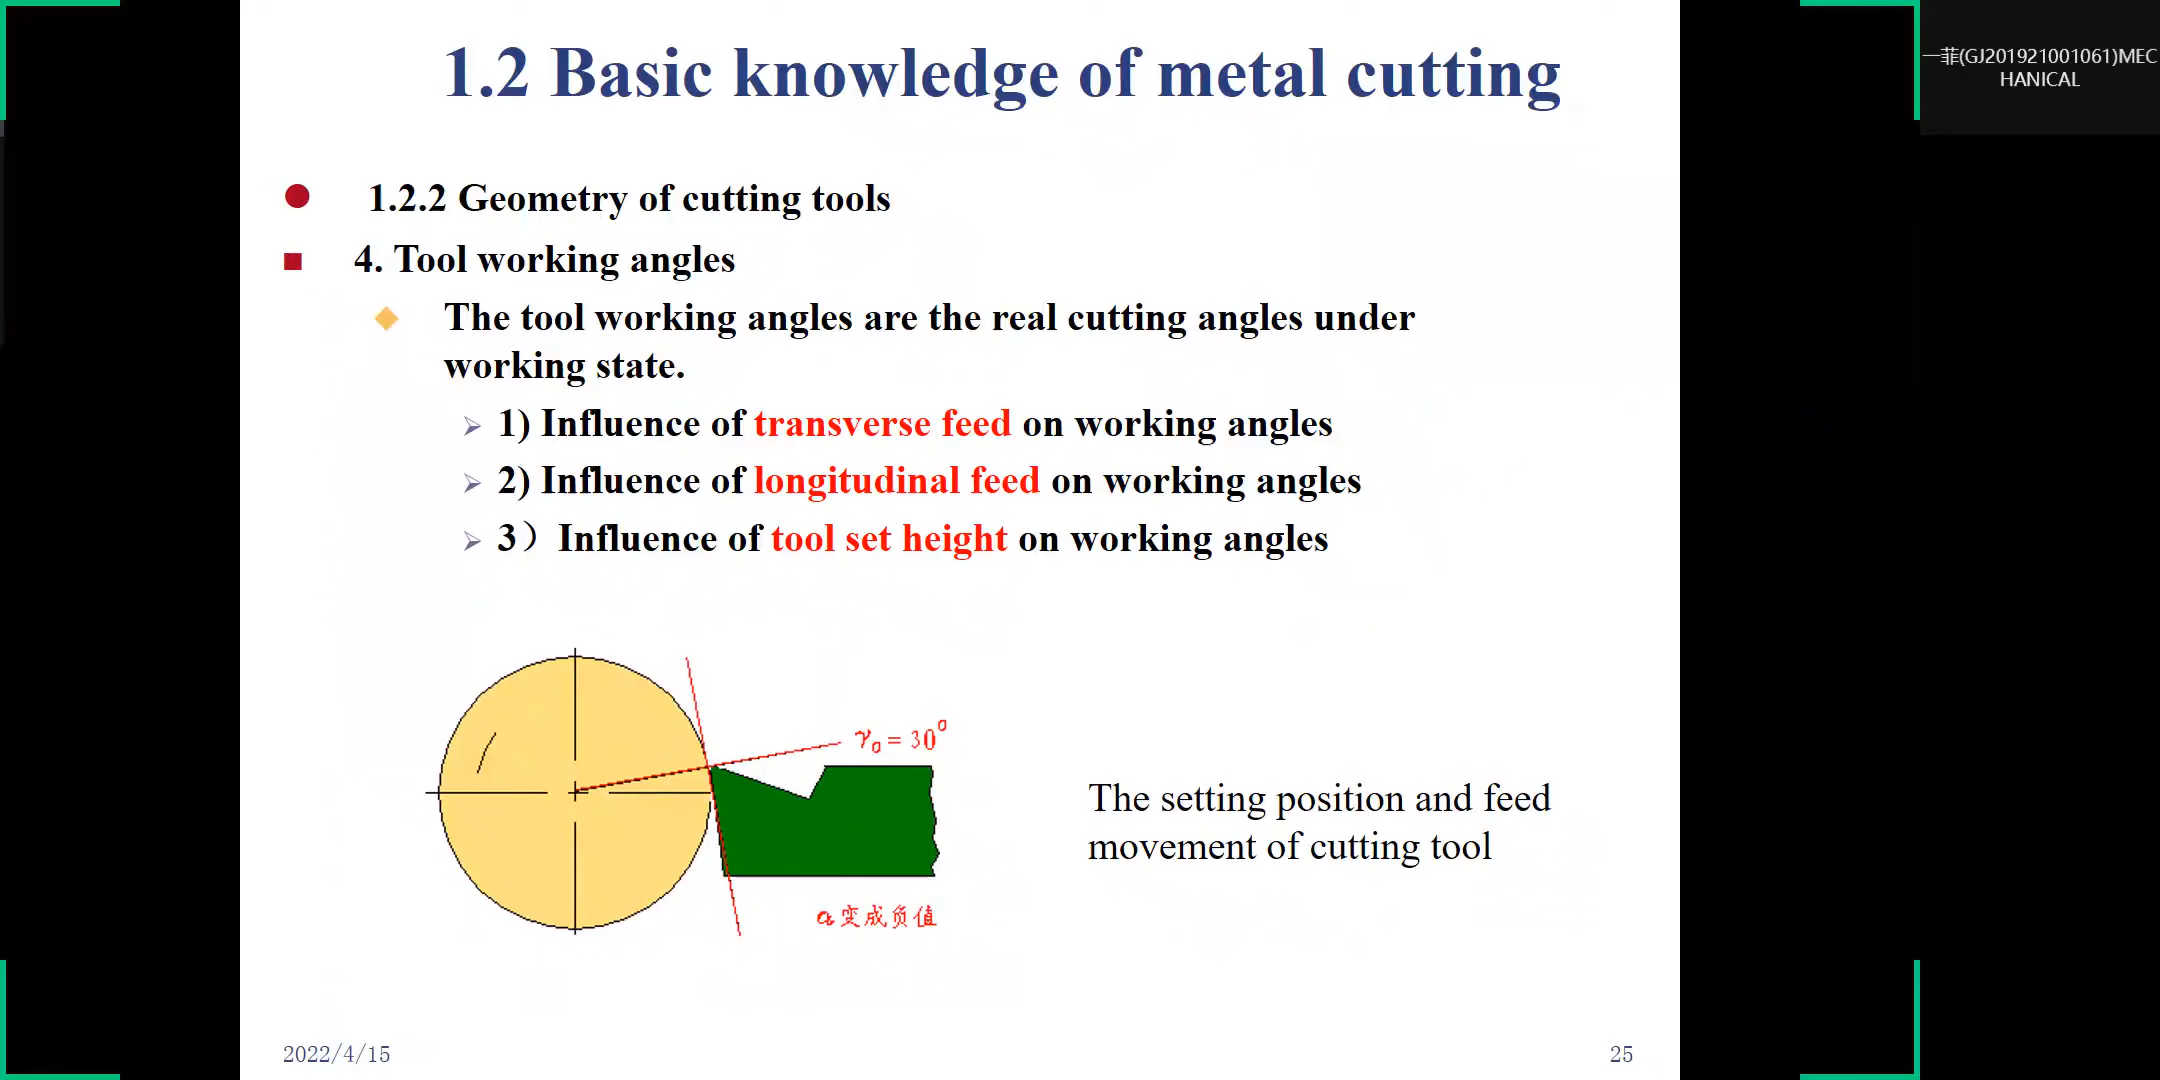 1.2 Basic knowledge of metal cutting
一菲(GJ201921001061)MEC
HANICAL
1.2.2 Geometry of cutting tools
4. Tool working angles
The tool working angles are the real cutting angles under
working state.
1) Influence of transverse feed on working angles
2) Influence of longitudinal feed on working angles
3）Influence of tool set height on working angles
γ₀ = 30°
α变成负值
The setting position and feed
movement of cutting tool
2022/4/15
25